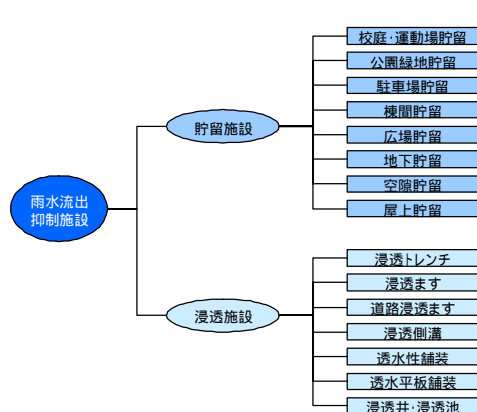 雨水流出
抑制施設
貯留施設
校庭・運動場貯留
公園緑地貯留
駐車場貯留
棟間貯留
広場貯留
地下貯留
空隙貯留
屋上貯留
浸透施設
浸透トレンチ
浸透ます
道路浸透ます
浸透側溝
透水性舗装
透水平板舗装
浸透井・浸透池